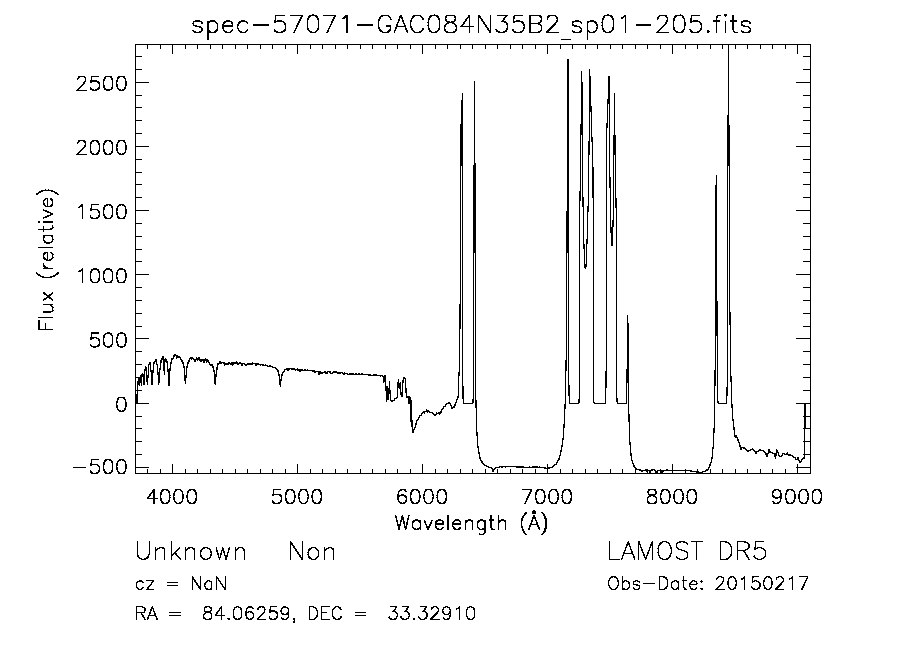 spec-57071-GAC084N35B2_sp01-205.fits
2500
2000
1500
1000
500
0
-500
Flux (relative)
4000 5000 6000 7000 8000 9000
Wavelength (Å)
Unknown Non LAMOST DR5
cz = NaN Obs-Date: 20150217
RA = 84.06259, DEC = 33.32910